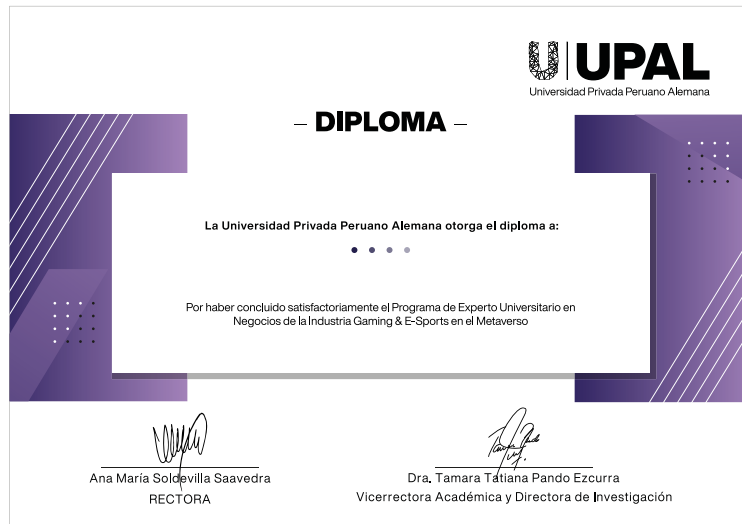 UPAL
Universidad Privada Peruano Alemana
– DIPLOMA –
La Universidad Privada Peruano Alemana otorga el diploma a:
Por haber concluido satisfactoriamente el Programa de Experto Universitario en
Negocios de la Industria Gaming & E-Sports en el Metaverso
Ana María Soldevilla Saavedra
RECTORA
Dra. Tamara Tatiana Pando Ezcurra
Vicerrectora Académica y Directora de Investigación